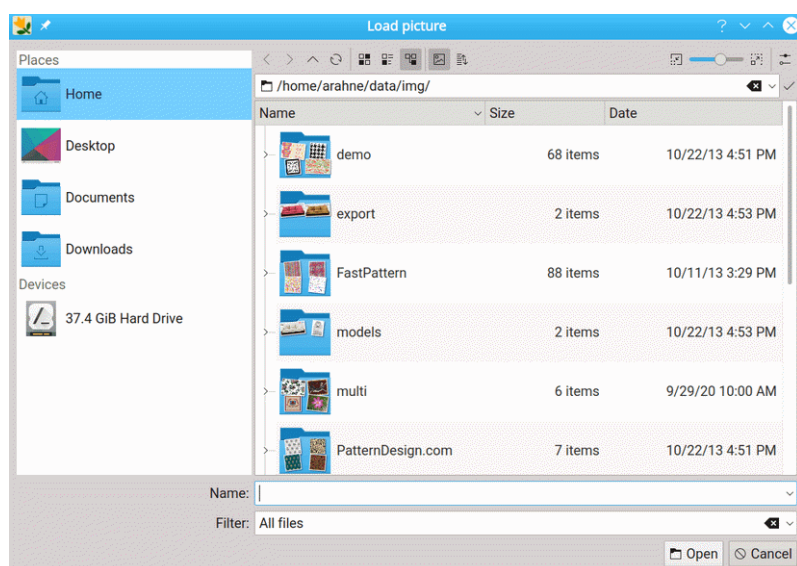 Load picture
Places
Home
Desktop
Documents
Downloads
Devices
37.4 GiB Hard Drive
/home/arahne/data/img/
Name Size Date
demo 68 items 10/22/13 4:51 PM
export 2 items 10/22/13 4:53 PM
FastPattern 88 items 10/11/13 3:29 PM
models 2 items 10/22/13 4:53 PM
multi 6 items 9/29/20 10:00 AM
PatternDesign.com 7 items 10/22/13 4:51 PM
Name:
Filter: All files
Open Cancel